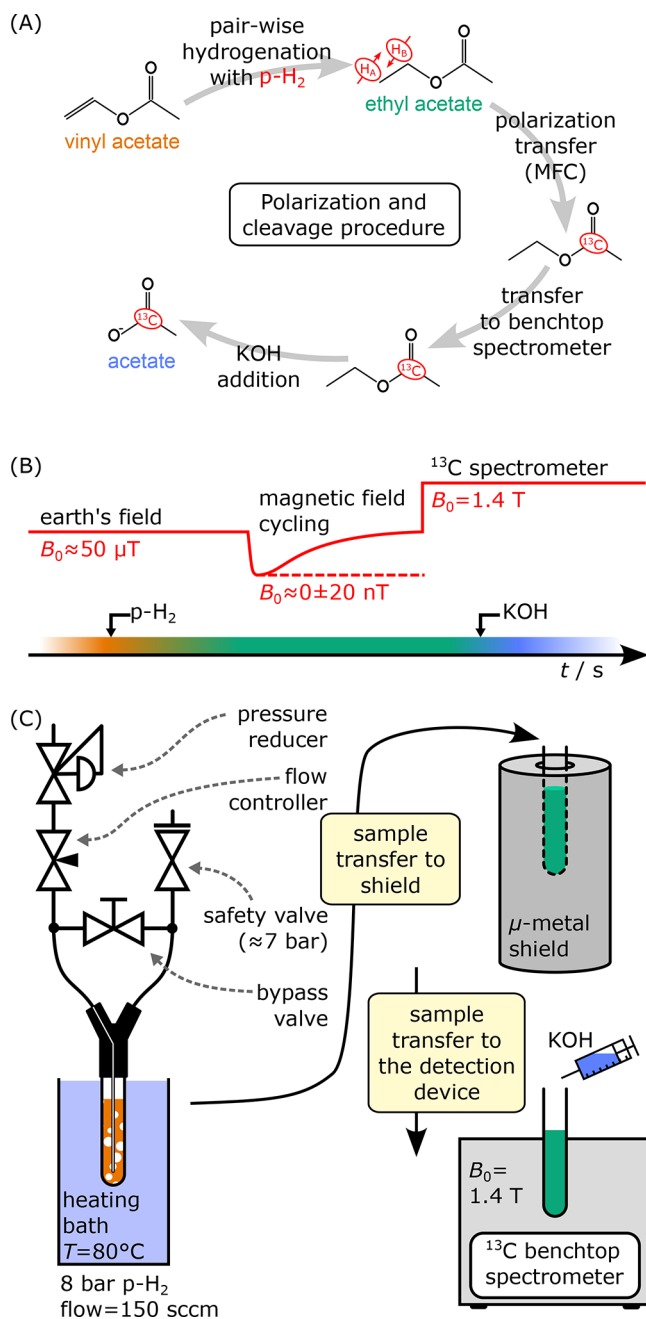 (A)
pair-wise
hydrogenation
with p-H₂
O
O
vinyl acetate
H_A
H_B
O
O
ethyl acetate
polarization
transfer
(MFC)
Polarization and
cleavage procedure
O
¹³C
O
transfer
to benchtop
spectrometer
O
¹³C
O
KOH
addition
O
¹³C
O⁻
acetate
(B)
¹³C spectrometer
B₀=1.4 T
magnetic field
cycling
earth's field
B₀≈50 µT
B₀≈0±20 nT
p-H₂
KOH
t / s
(C)
pressure
reducer
flow
controller
safety valve
(≈7 bar)
bypass
valve
sample
transfer to
shield
µ-metal
shield
sample
transfer to
the detection
device
KOH
B₀=
1.4 T
¹³C benchtop
spectrometer
heating
bath
T=80°C
8 bar p-H₂
flow=150 sccm